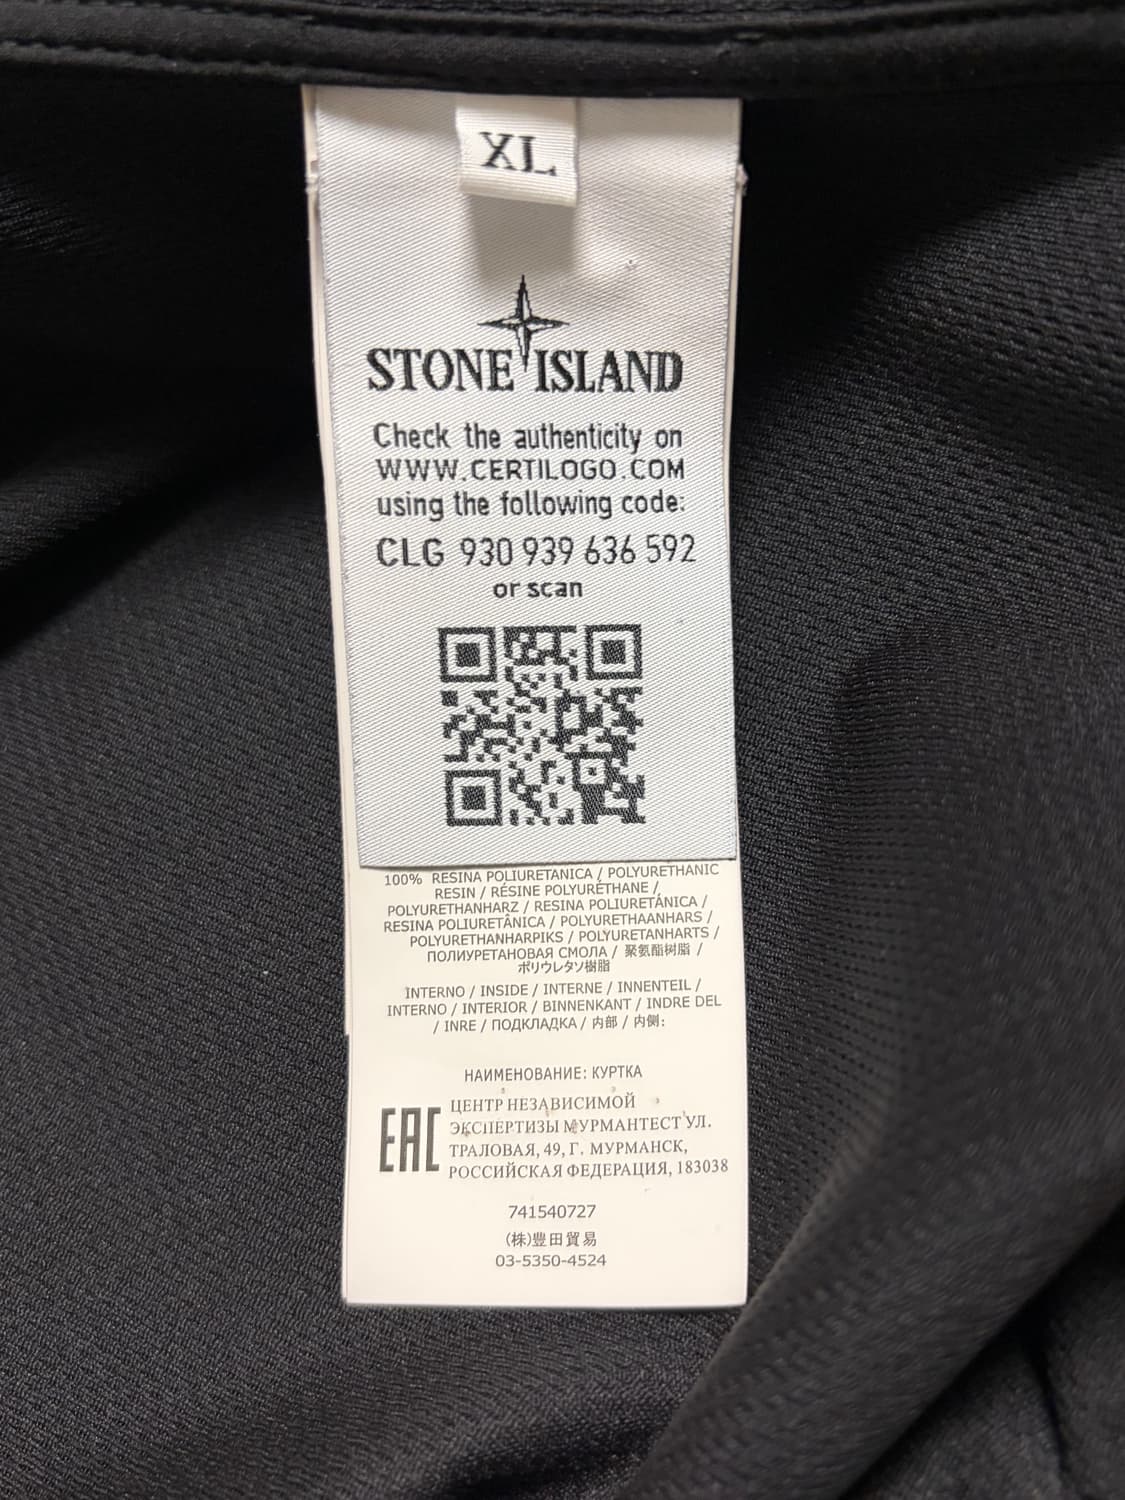 XL
STONE ISLAND
Check the authenticity on
WWW.CERTILOGO.COM
using the following code:
CLG 930 939 636 592
or scan
100% RESINA POLIURETANICA / POLYURETHANIC
RESIN / RÉSINE POLYURÉTHANE /
POLYURETHANHARZ / RESINA POLIURETÂNICA /
RESINA POLIURETÂNICA / POLYURETHAANHARS /
POLYURETHANHARPIKS / POLYURETANHARTS /
ПОЛИУРЕТАНОВАЯ СМОЛА / 聚氨酯树脂 /
ポリウレタソ樹脂
INTERNO / INSIDE / INTERNE / INNENTEIL /
INTERNO / INTERIOR / BINNENKANT / INDRE DEL
/ INRE / ПОДКЛАДКА / 内部 / 内侧:
НАИМЕНОВАНИЕ: КУРТКА
EAC
ЦЕНТР НЕЗАВИСИМОЙ
ЭКСПЕРТИЗЫ МУРМАНТЕСТ УЛ.
ТРАЛОВАЯ, 49, Г. МУРМАНСК,
РОССИЙСКАЯ ФЕДЕРАЦИЯ, 183038
741540727
(株)豊田貿易
03-5350-4524